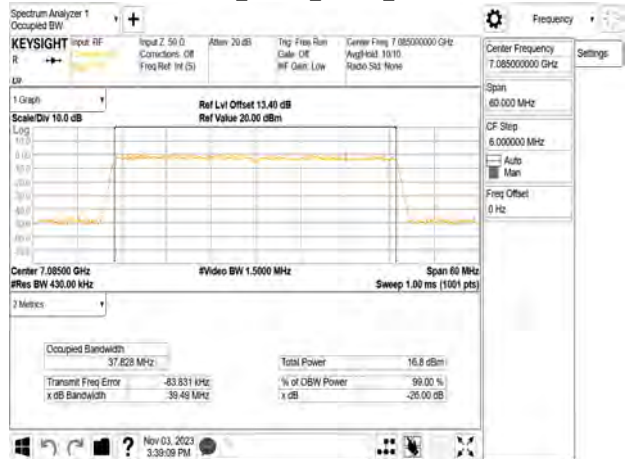 Spectrum Analyzer 1
Occupied BW
Frequency
KEYSIGHT
Input: RF
Input Z: 50 Ω
Atten: 20 dB
Trig: Free Run
Center Freq: 7.085000000 GHz
R
Corrections: Off
Gate: Off
Avg|Hold: 10/10
Freq Ref: Int (S)
#IF Gain: Low
Radio Std: None
Center Frequency
7.085000000 GHz
Settings
Span
60.000 MHz
CF Step
6.000000 MHz
Auto
Man
Freq Offset
0 Hz
1 Graph
Ref Lvl Offset 13.40 dB
Scale/Div 10.0 dB
Ref Value 20.00 dBm
Log
10.0
0.00
Center 7.08500 GHz
#Video BW 1.5000 MHz
Span 60 MHz
#Res BW 430.00 kHz
Sweep 1.00 ms (1001 pts)
2 Metrics
Occupied Bandwidth
37.828 MHz
Total Power
16.8 dBm
Transmit Freq Error
-83.831 kHz
% of OBW Power
99.00 %
x dB Bandwidth
39.49 MHz
x dB
-26.00 dB
?
Nov 03, 2023
3:39:09 PM